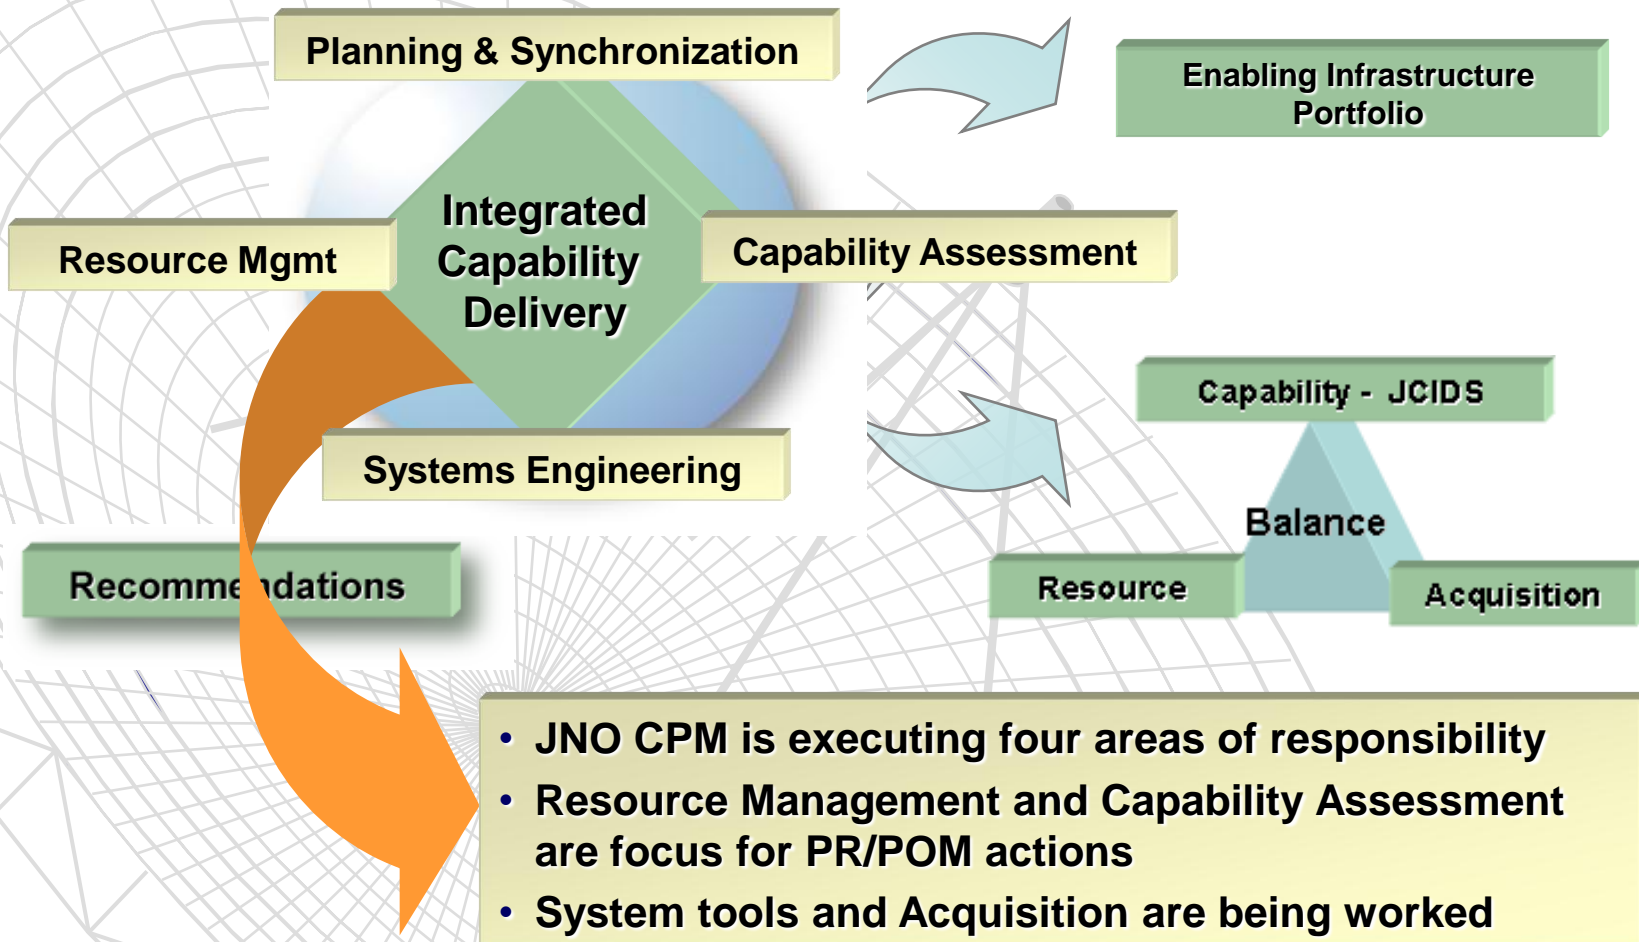 Planning & Synchronization
Enabling Infrastructure
Portfolio
Integrated
Capability
Delivery
Resource Mgmt
Capability Assessment
Systems Engineering
Capability - JCIDS
Balance
Resource
Acquisition
Recommendations
• JNO CPM is executing four areas of responsibility
• Resource Management and Capability Assessment
are focus for PR/POM actions
• System tools and Acquisition are being worked